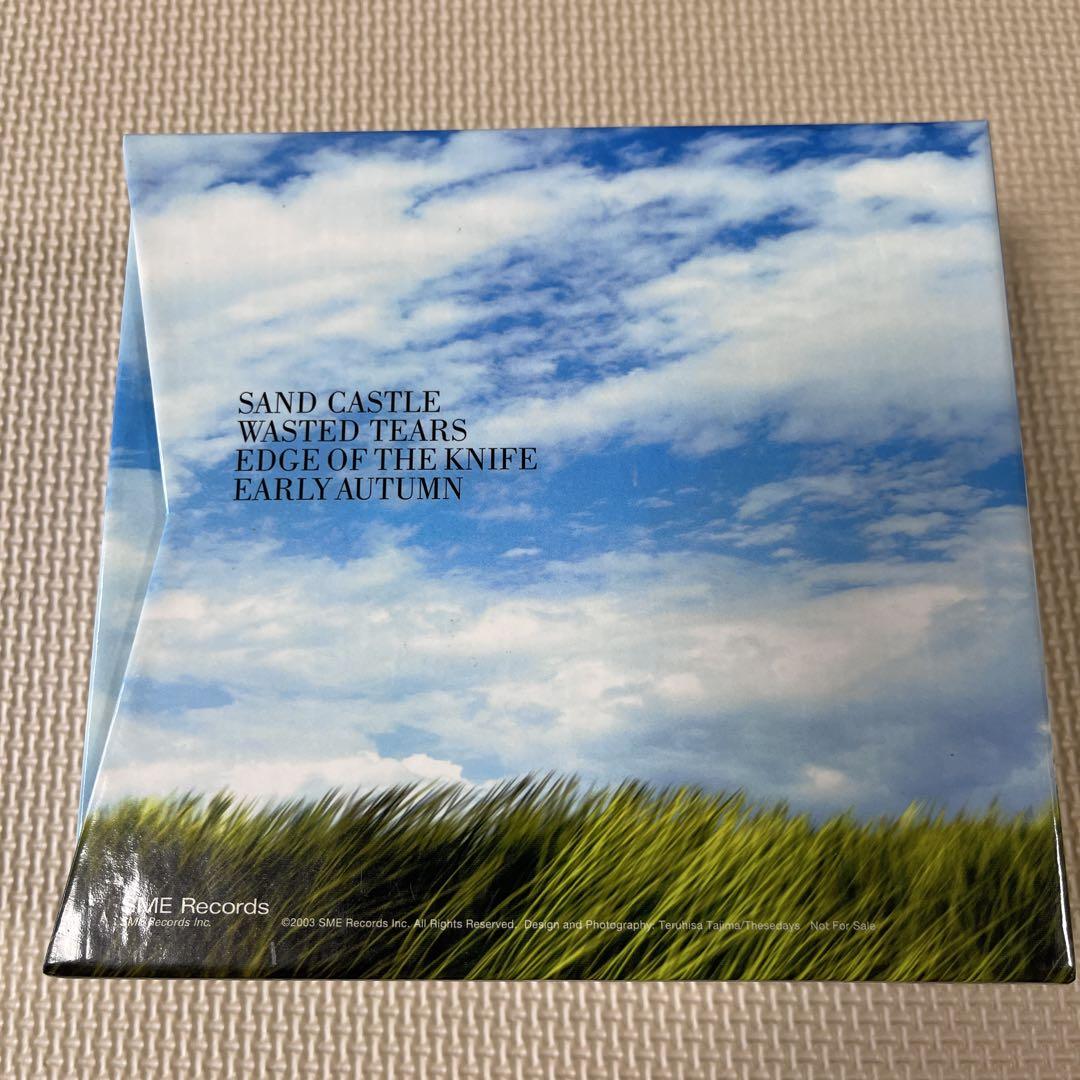 SAND CASTLE
WASTED TEARS
EDGE OF THE KNIFE
EARLY AUTUMN
SME Records
SME Records Inc.
©2003 SME Records Inc. All Rights Reserved. Design and Photography: Teruhisa Tajima/Thesedays Not For Sale